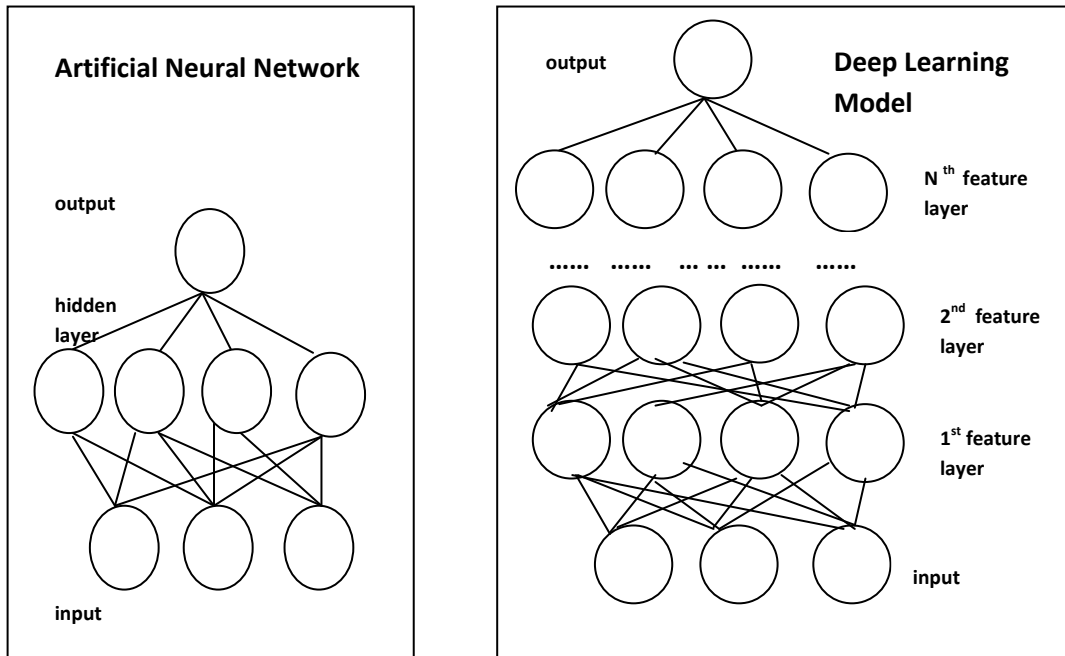 Artificial Neural Network
output
hidden
layer
input
output
Deep Learning
Model
N th feature
layer
...... ...... ... ... ...... ......
2nd feature
layer
1st feature
layer
input